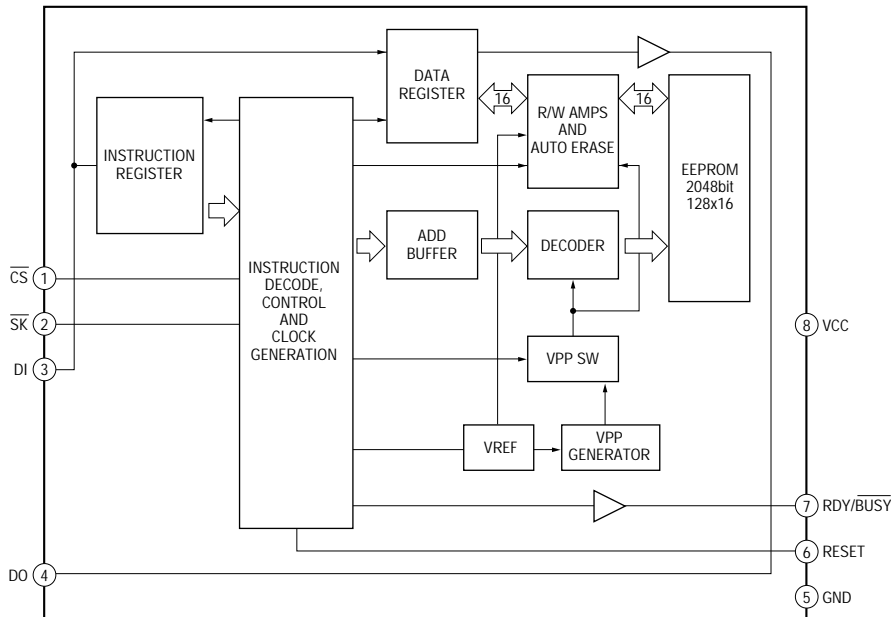 DATA
REGISTER
16
R/W AMPS
AND
AUTO ERASE
16
EEPROM
2048bit
128x16
INSTRUCTION
REGISTER
ADD
BUFFER
DECODER
INSTRUCTION
DECODE,
CONTROL
AND
CLOCK
GENERATION
CS 1
SK 2
DI 3
8 VCC
VPP SW
VREF
VPP
GENERATOR
7 RDY/BUSY
6 RESET
DO 4
5 GND